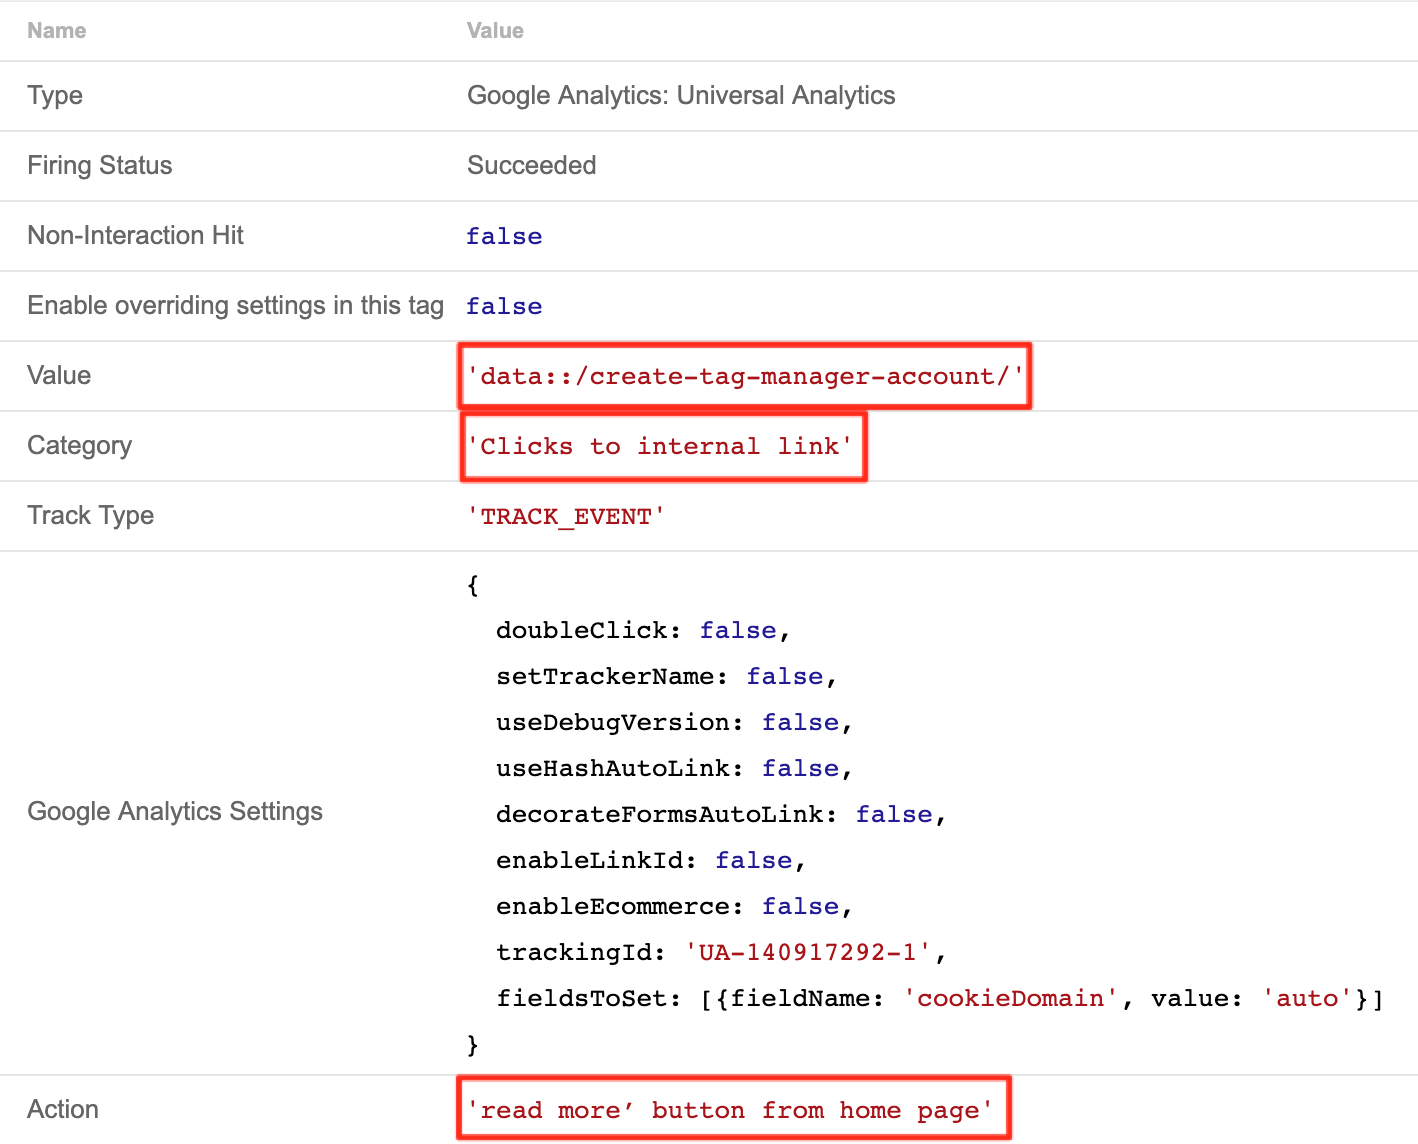 Name Value
Type Google Analytics: Universal Analytics
Firing Status Succeeded
Non-Interaction Hit false
Enable overriding settings in this tag false
Value 'data::/create-tag-manager-account/'
Category 'Clicks to internal link'
Track Type 'TRACK_EVENT'
Google Analytics Settings
{
doubleClick: false,
setTrackerName: false,
useDebugVersion: false,
useHashAutoLink: false,
decorateFormsAutoLink: false,
enableLinkId: false,
enableEcommerce: false,
trackingId: 'UA-140917292-1',
fieldsToSet: [{fieldName: 'cookieDomain', value: 'auto'}]
}
Action 'read more’ button from home page'